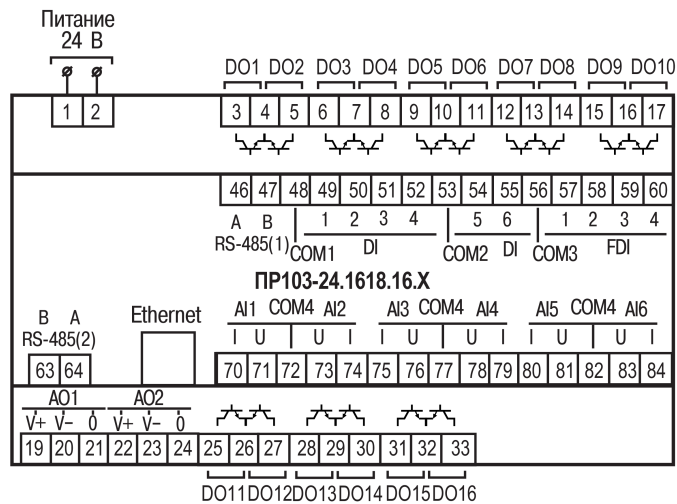 Питание
24 В
DO1 DO2 DO3 DO4 DO5 DO6 DO7 DO8 DO9 DO10
1 2 3 4 5 6 7 8 9 10 11 12 13 14 15 16 17
46 47 48 49 50 51 52 53 54 55 56 57 58 59 60
A B 1 2 3 4 5 6 1 2 3 4
RS-485(1) COM1 DI COM2 DI COM3 FDI
ПР103-24.1618.16.X
B A Ethernet AI1 COM4 AI2 AI3 COM4 AI4 AI5 COM4 AI6
RS-485(2) I U U I I U U I I U U I
63 64 70 71 72 73 74 75 76 77 78 79 80 81 82 83 84
AO1 AO2
V+ V- 0 V+ V- 0
19 20 21 22 23 24 25 26 27 28 29 30 31 32 33
DO11 DO12 DO13 DO14 DO15 DO16